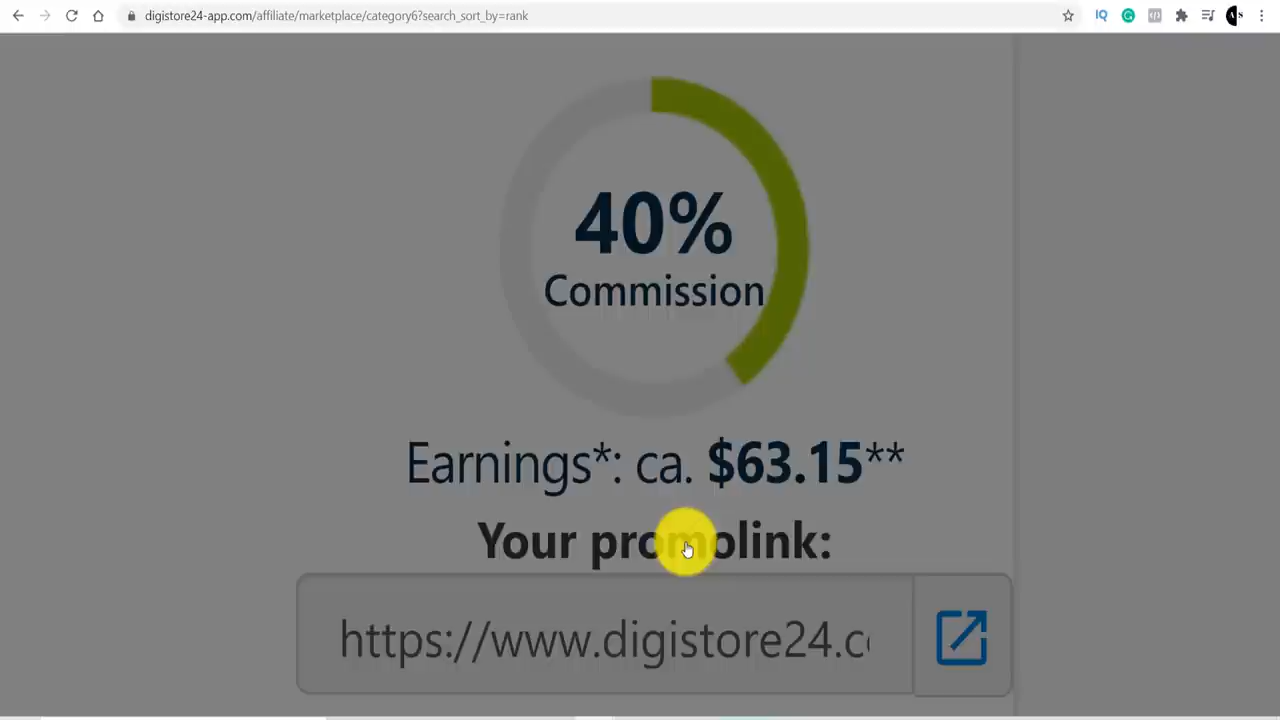 digistore24-app.com/affiliate/marketplace/category6?search_sort_by=rank
40%
Commission
Earnings*: ca. $63.15**
Your promolink:
https://www.digistore24.c